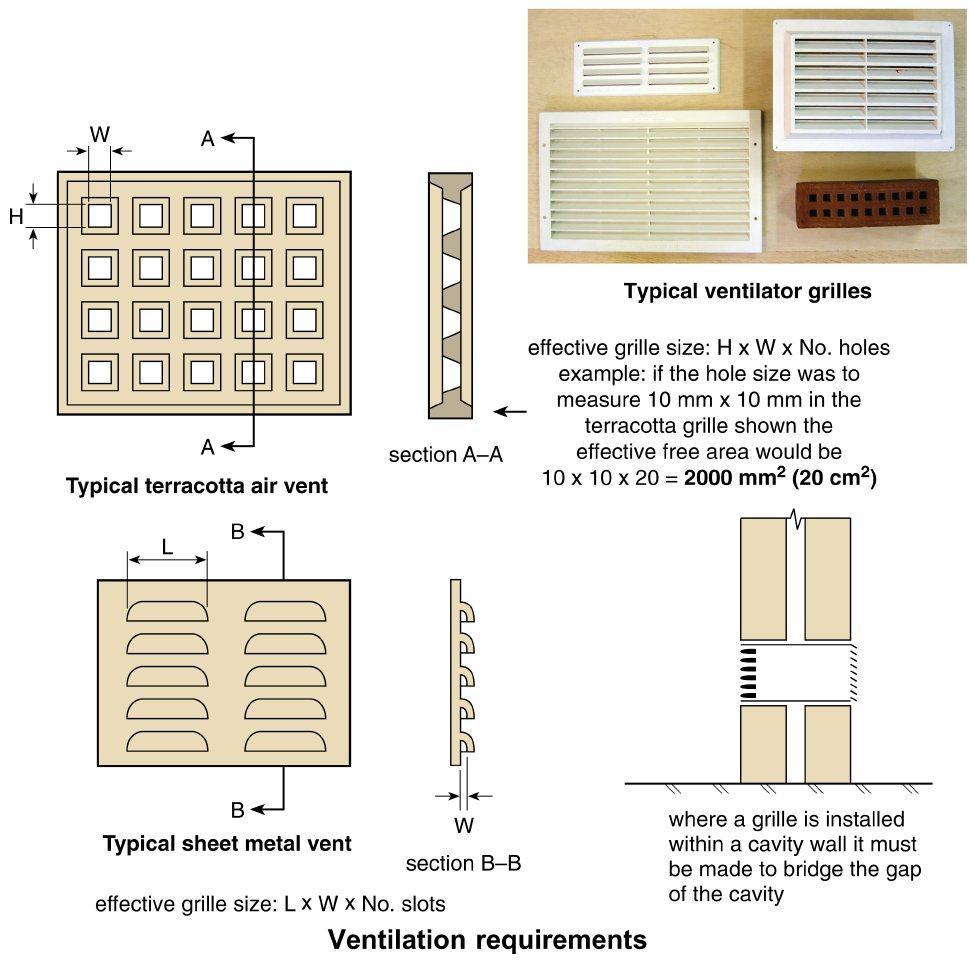 W
A
H
A
Typical terracotta air vent
section A–A
Typical ventilator grilles
effective grille size: H x W x No. holes
example: if the hole size was to
measure 10 mm x 10 mm in the
terracotta grille shown the
effective free area would be
10 x 10 x 20 = 2000 mm² (20 cm²)
B
L
B
Typical sheet metal vent
W
section B–B
effective grille size: L x W x No. slots
where a grille is installed
within a cavity wall it must
be made to bridge the gap
of the cavity
Ventilation requirements